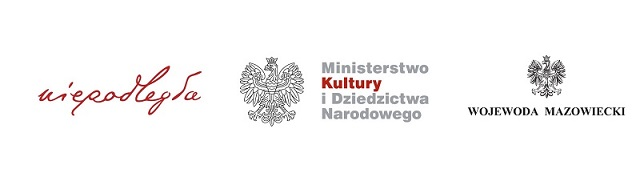 niepodległa
Ministerstwo
Kultury
i Dziedzictwa
Narodowego
WOJEWODA MAZOWIECKI